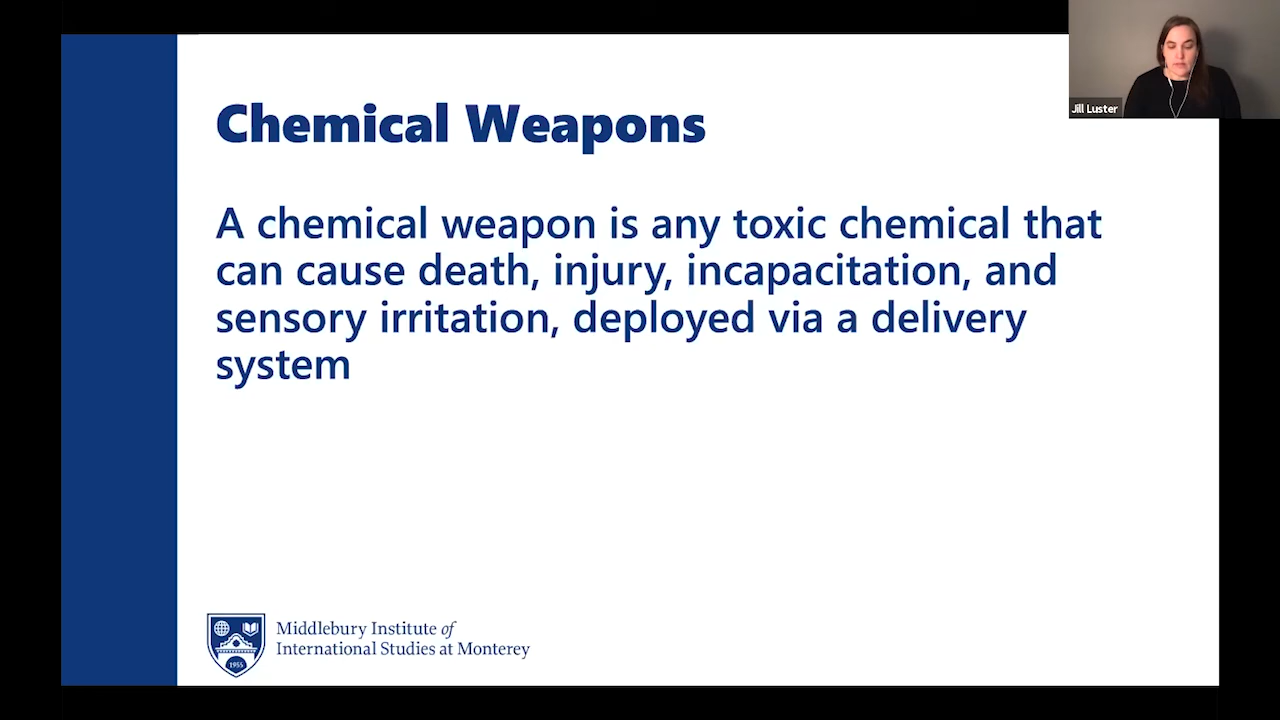 Jill Luster
Chemical Weapons
A chemical weapon is any toxic chemical that
can cause death, injury, incapacitation, and
sensory irritation, deployed via a delivery
system
1955
Middlebury Institute of
International Studies at Monterey